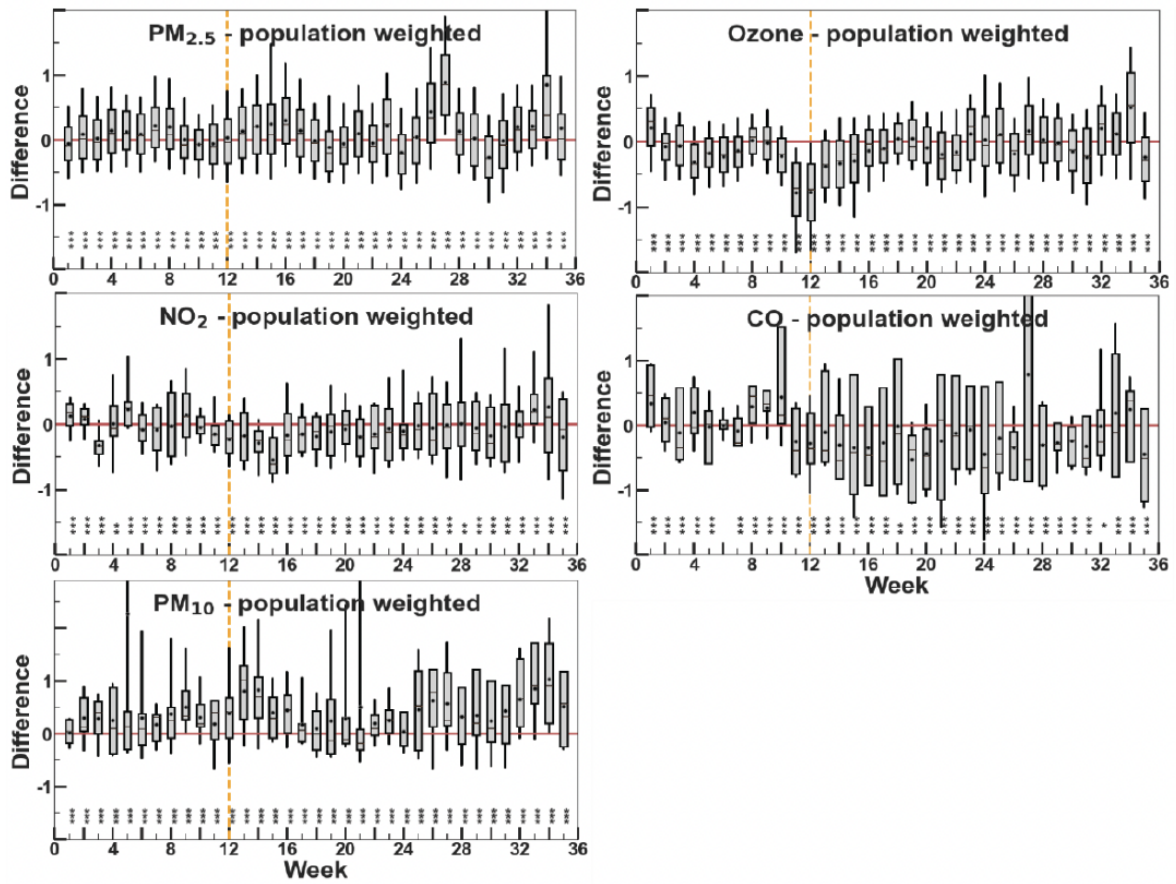 PM₂.₅ - population weighted
Difference
1
0
-1
0 4 8 12 16 20 24 28 32 36
Ozone - population weighted
Difference
1
0
-1
0 4 8 12 16 20 24 28 32 36
NO₂ - population weighted
Difference
1
0
-1
0 4 8 12 16 20 24 28 32 36
CO - population weighted
Difference
1
0
-1
0 4 8 12 16 20 24 28 32 36
Week
PM₁₀ - population weighted
Difference
1
0
-1
0 4 8 12 16 20 24 28 32 36
Week